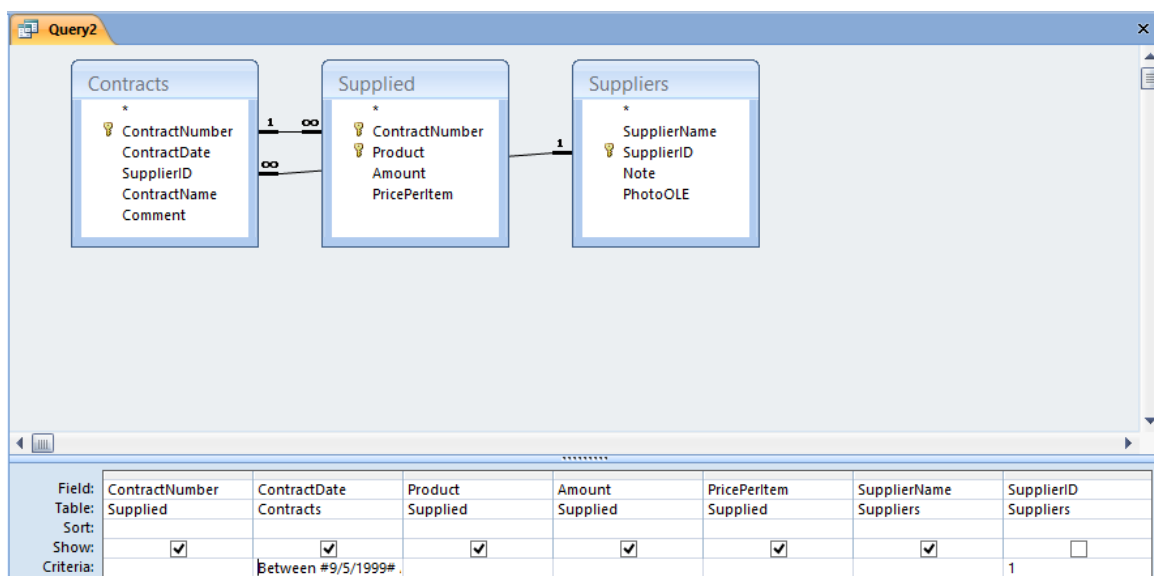 Query2
Contracts
*
ContractNumber
ContractDate
SupplierID
ContractName
Comment
1 ∞
∞
Supplied
*
ContractNumber
Product
Amount
PricePerItem
1
Suppliers
*
SupplierName
SupplierID
Note
PhotoOLE
Field: ContractNumber ContractDate Product Amount PricePerItem SupplierName SupplierID
Table: Supplied Contracts Supplied Supplied Supplied Suppliers Suppliers
Sort:
Show:
Criteria: Between #9/5/1999# . 1